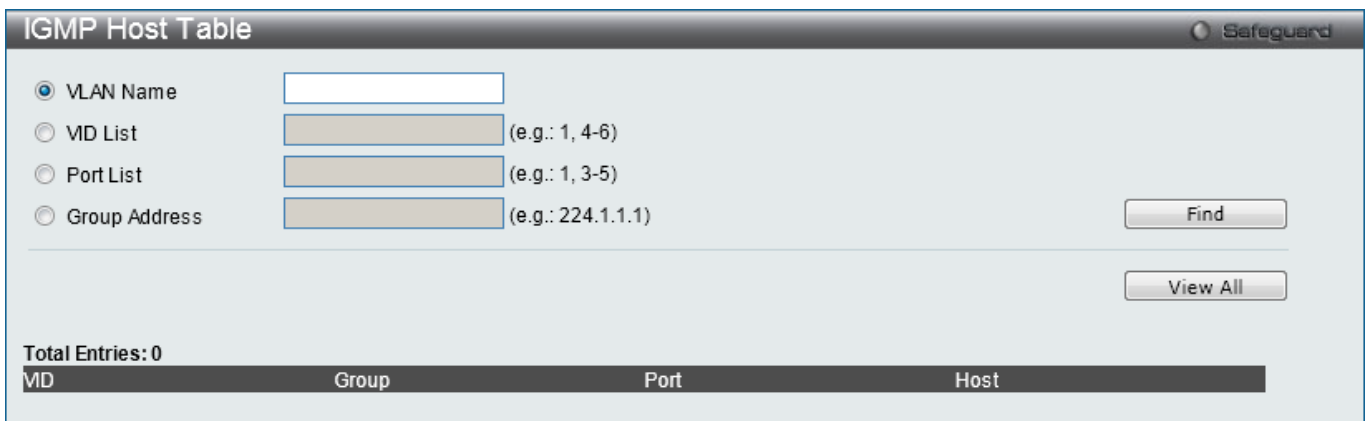 IGMP Host Table
Safeguard
VLAN Name
VID List (e.g.: 1, 4-6)
Port List (e.g.: 1, 3-5)
Group Address (e.g.: 224.1.1.1) Find
View All
Total Entries: 0
VID Group Port Host